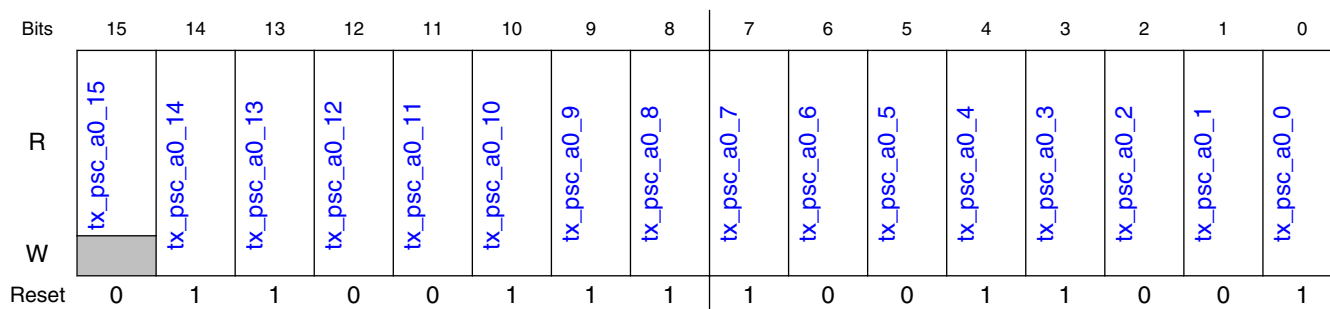 Bits 15 14 13 12 11 10 9 8 7 6 5 4 3 2 1 0
R tx_psc_a0_15 tx_psc_a0_14 tx_psc_a0_13 tx_psc_a0_12 tx_psc_a0_11 tx_psc_a0_10 tx_psc_a0_9 tx_psc_a0_8 tx_psc_a0_7 tx_psc_a0_6 tx_psc_a0_5 tx_psc_a0_4 tx_psc_a0_3 tx_psc_a0_2 tx_psc_a0_1 tx_psc_a0_0
W
Reset 0 1 1 0 0 1 1 1 1 0 0 1 1 0 0 1